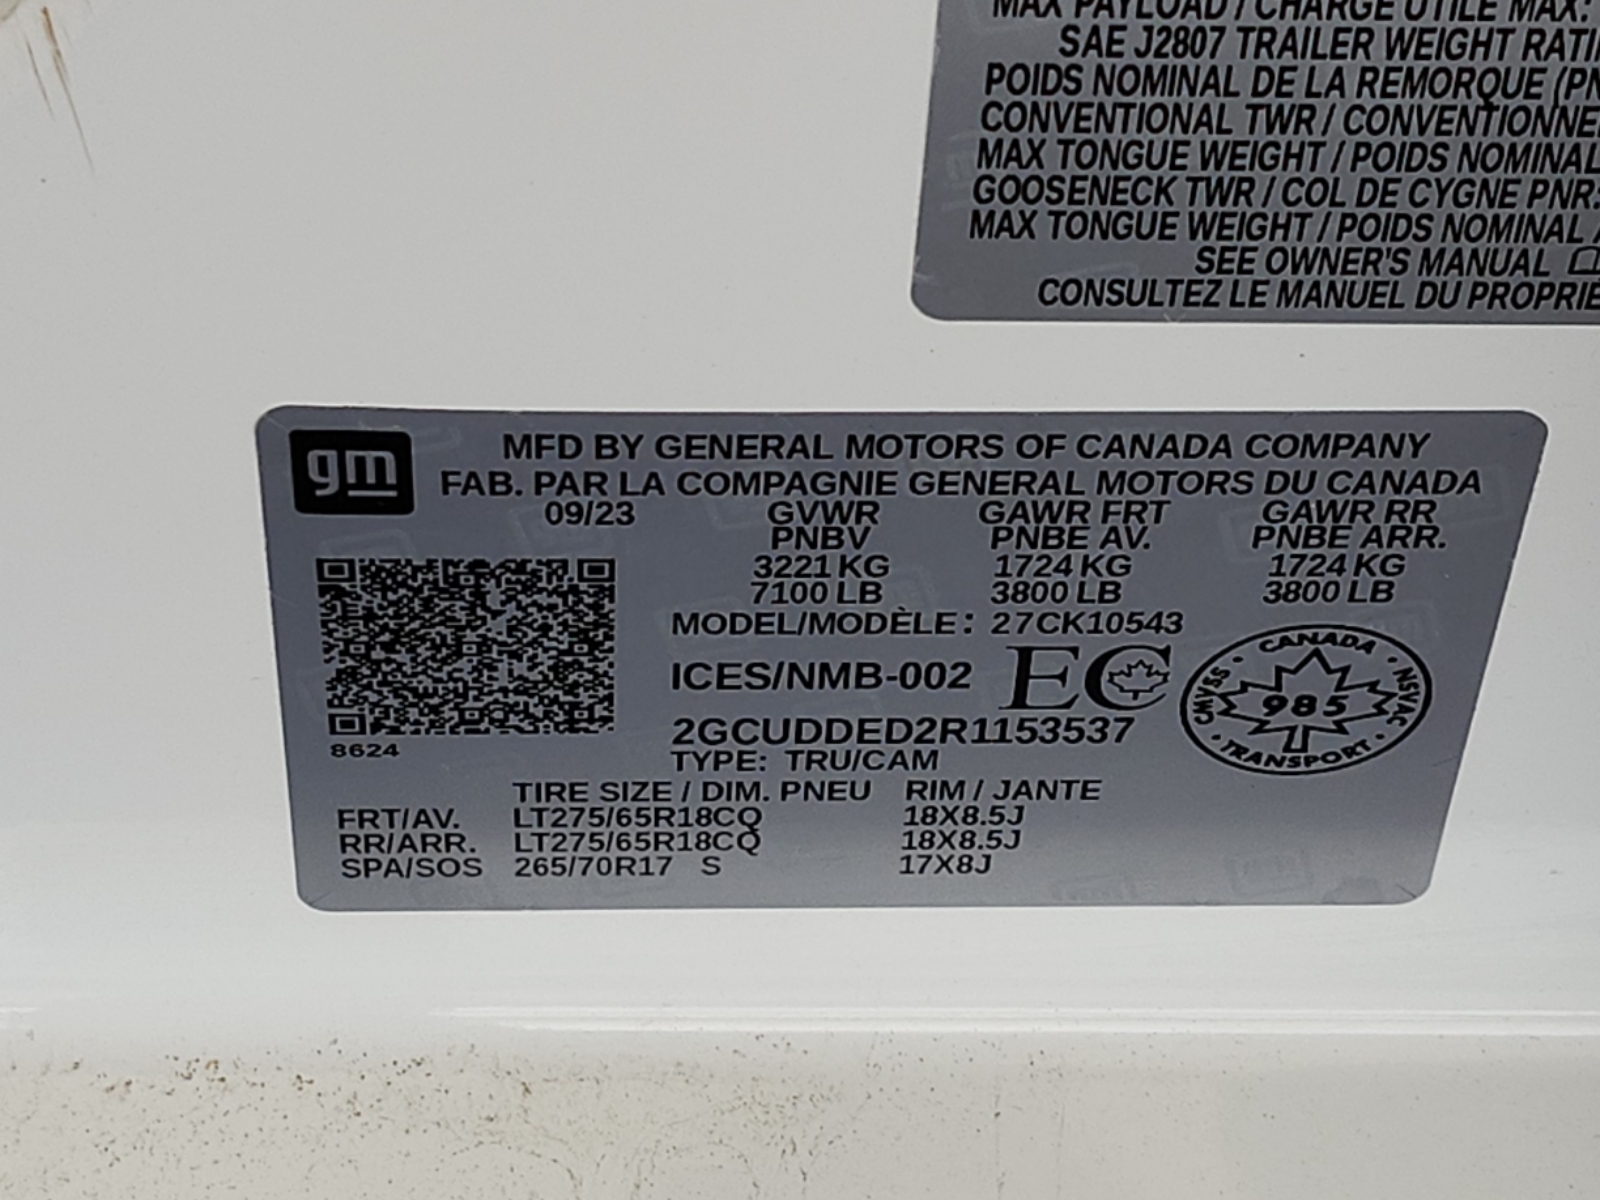 MAX PAYLOAD / CHARGE UTILE MAX:
SAE J2807 TRAILER WEIGHT
POIDS NOMINAL DE LA REMORQUE
CONVENTIONAL TWR /
MAX TONGUE WEIGHT / POIDS NOMINAL
GOOSENECK TWR / COL DE CYGNE PNR:
MAX TONGUE WEIGHT / POIDS NOMINAL
SEE OWNER'S MANUAL
CONSULTEZ LE MANUEL DU
gm
MFD BY GENERAL MOTORS OF CANADA COMPANY
FAB. PAR LA COMPAGNIE GENERAL MOTORS DU CANADA
09/23 GVWR GAWR FRT GAWR RR
PNBV PNBE AV. PNBE ARR.
3221 KG 1724 KG 1724 KG
7100 LB 3800 LB 3800 LB
MODEL/MODÈLE: 27CK10543
ICES/NMB-002 EC
CANADA
CMVSS 985 NSVAC
TRANSPORT
2GCUDDED2R1153537
8624
TYPE: TRU/CAM
TIRE SIZE / DIM. PNEU RIM / JANTE
FRT/AV. LT275/65R18CQ 18X8.5J
RR/ARR. LT275/65R18CQ 18X8.5J
SPA/SOS 265/70R17 S 17X8J